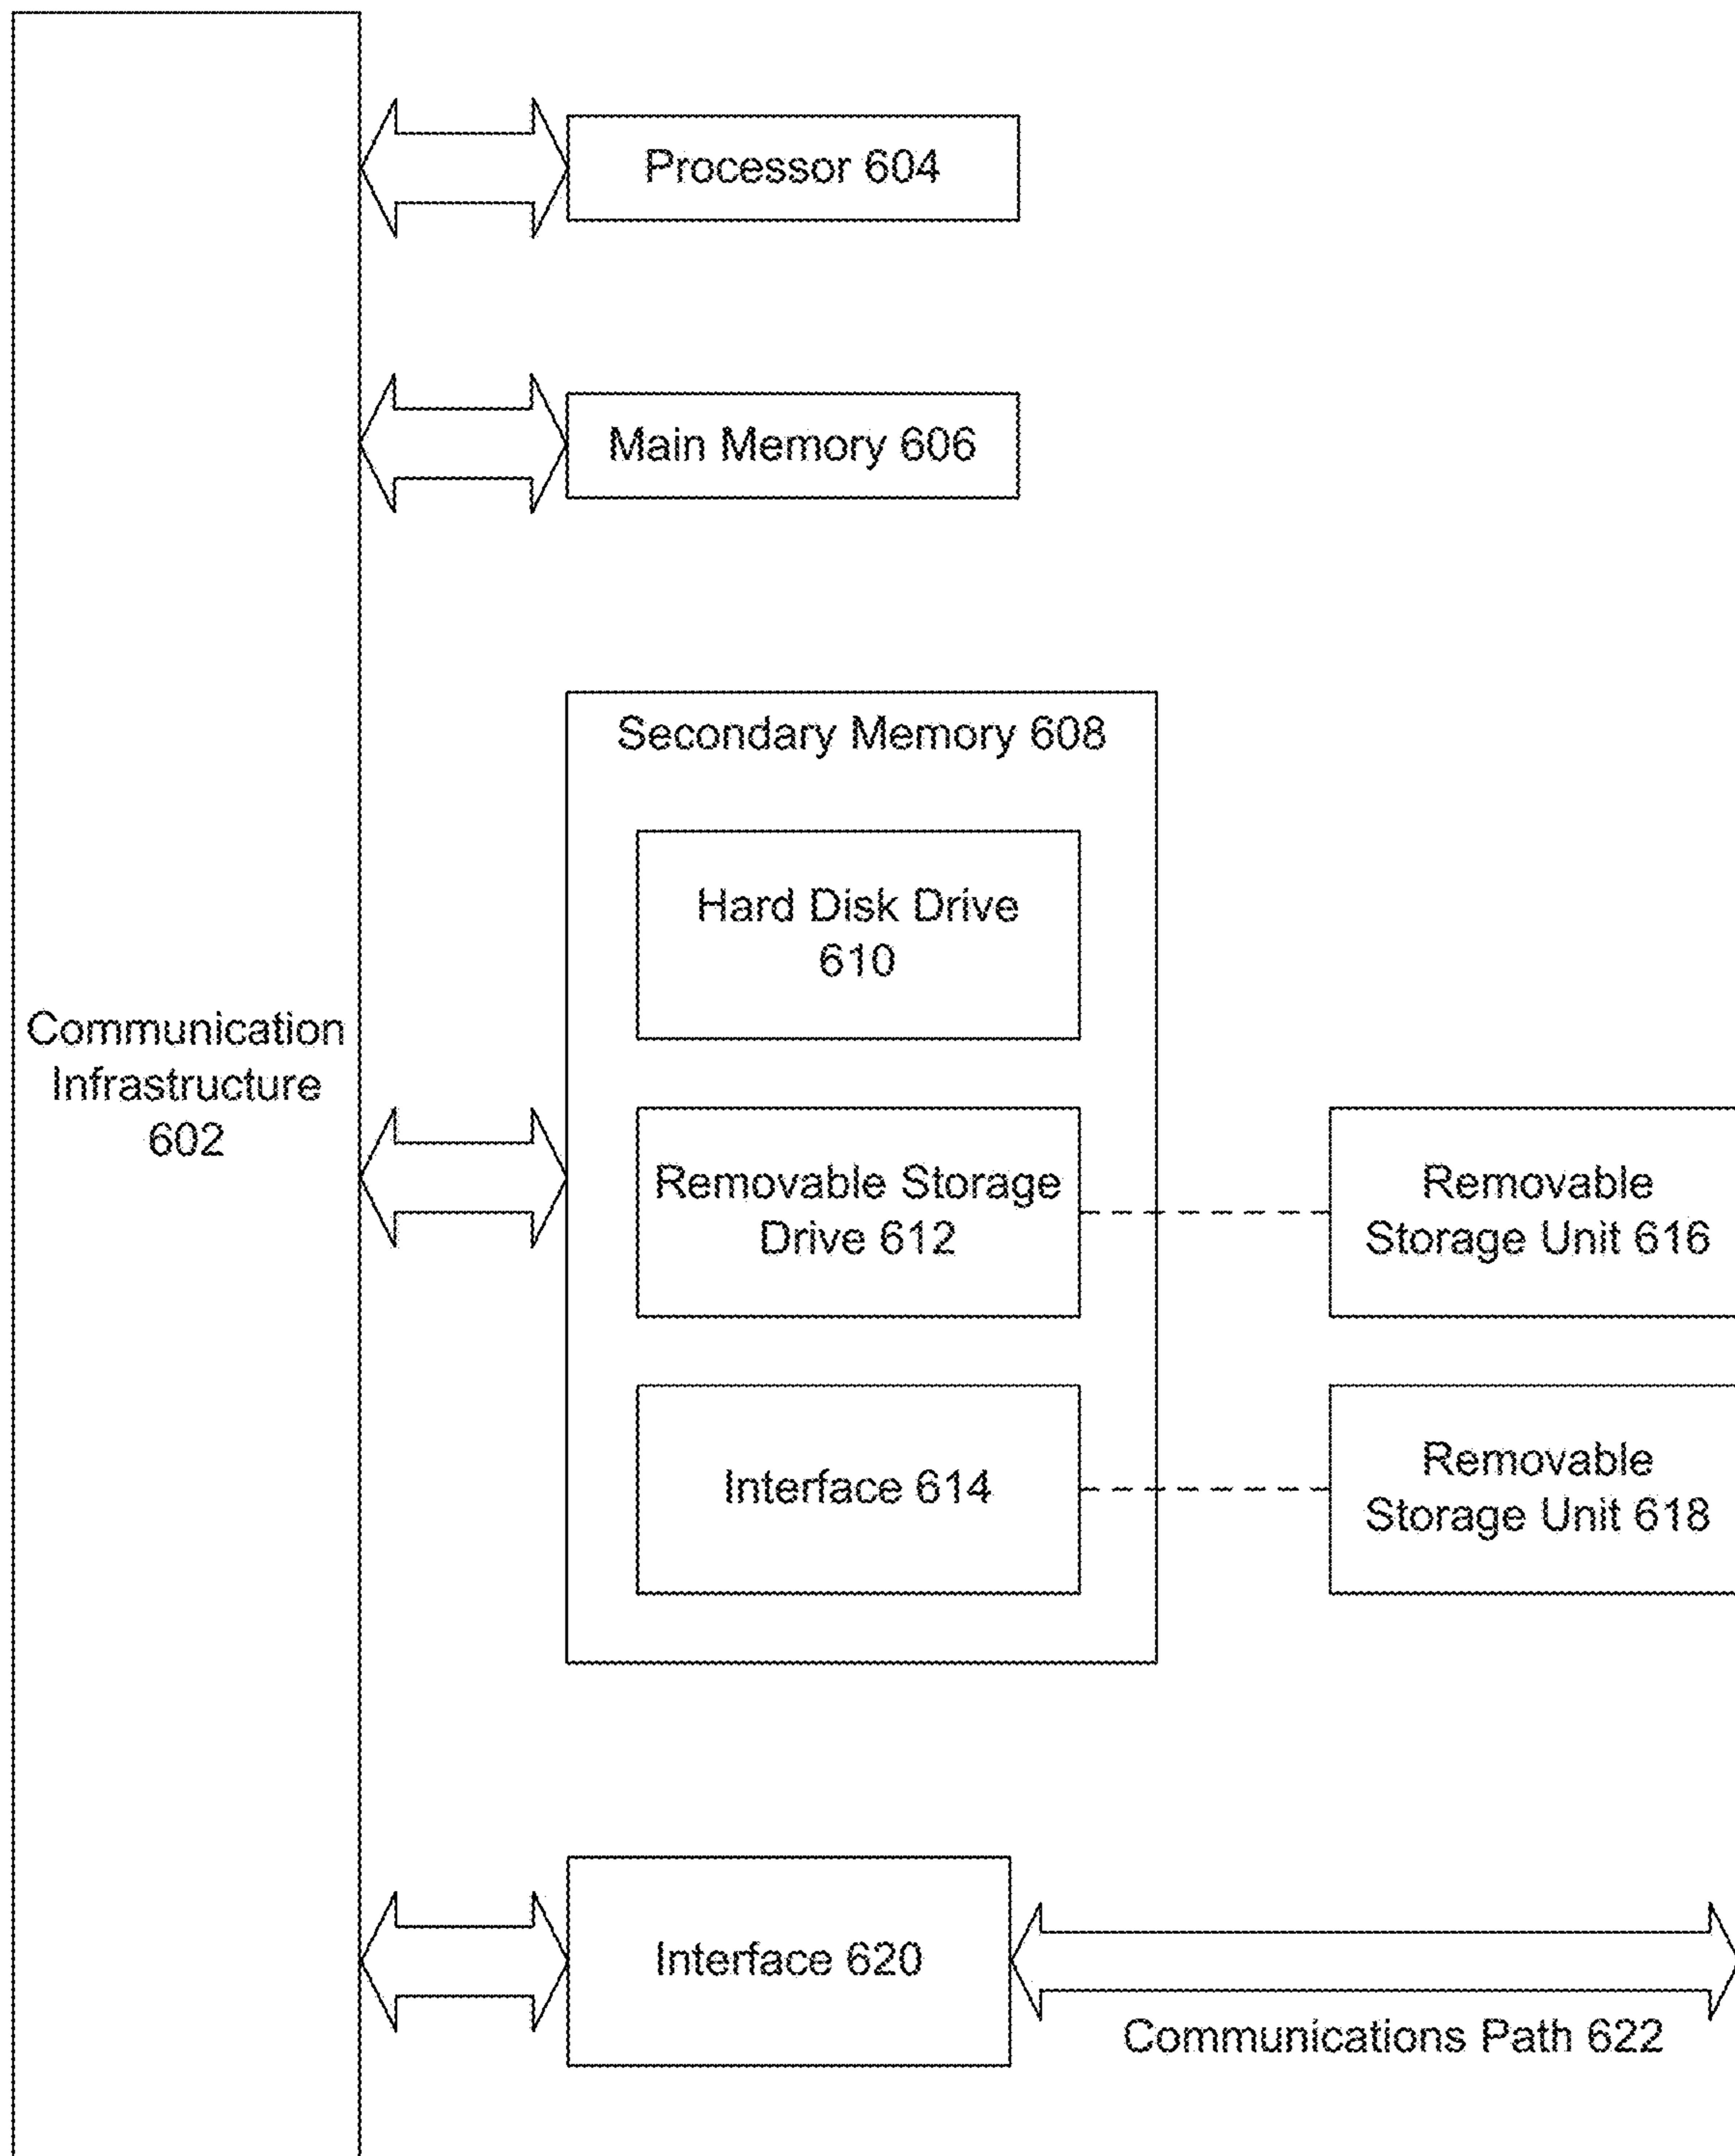 Processor 604
Main Memory 606
Secondary Memory 608
Hard Disk Drive
610
Communication
Infrastructure
602
Removable Storage
Drive 612
Removable
Storage Unit 616
Interface 614
Removable
Storage Unit 618
Interface 620
Communications Path 622